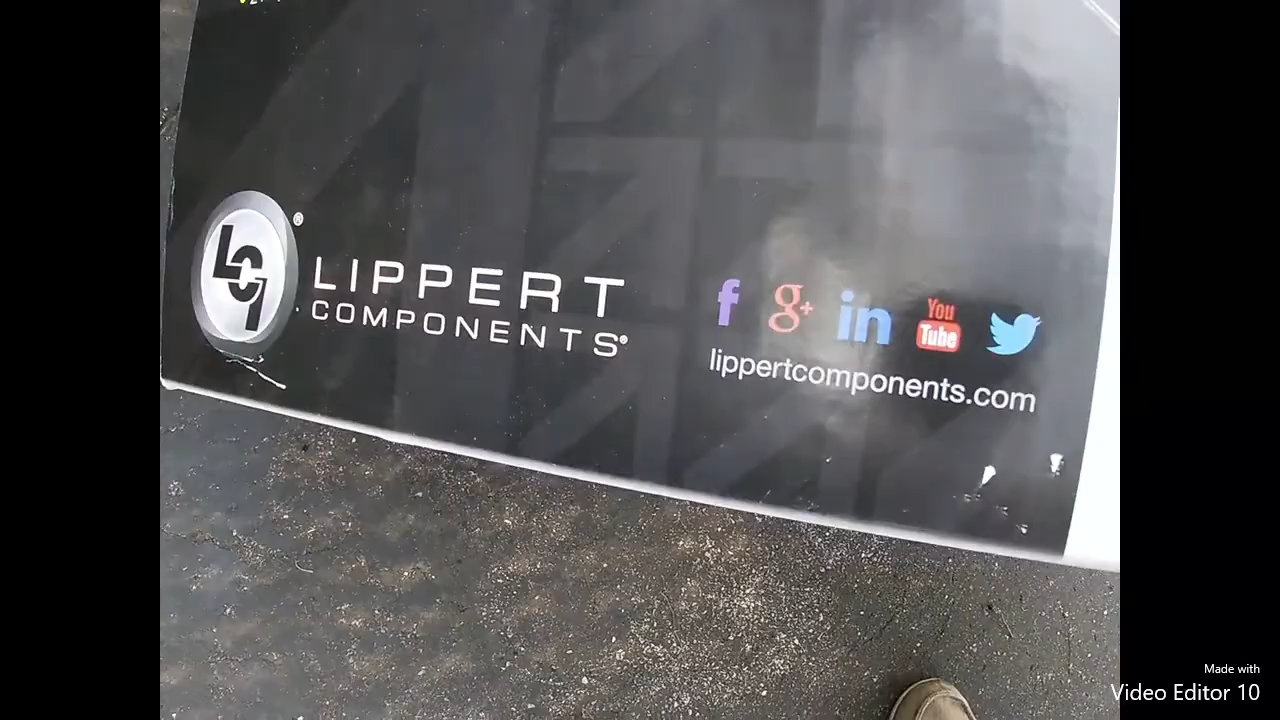 LCI®
LIPPERT
COMPONENTS®
f g+ in You Tube
lippertcomponents.com
Made with
Video Editor 10